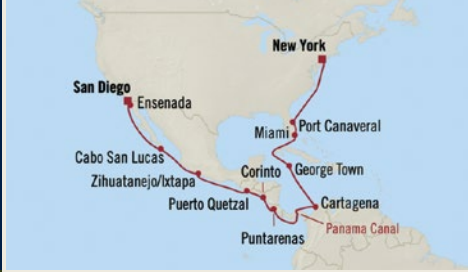 New York
San Diego
Ensenada
Port Canaveral
Miami
Cabo San Lucas
George Town
Zihuatanejo/Ixtapa
Corinto
Puerto Quetzal
Cartagena
Panama Canal
Puntarenas